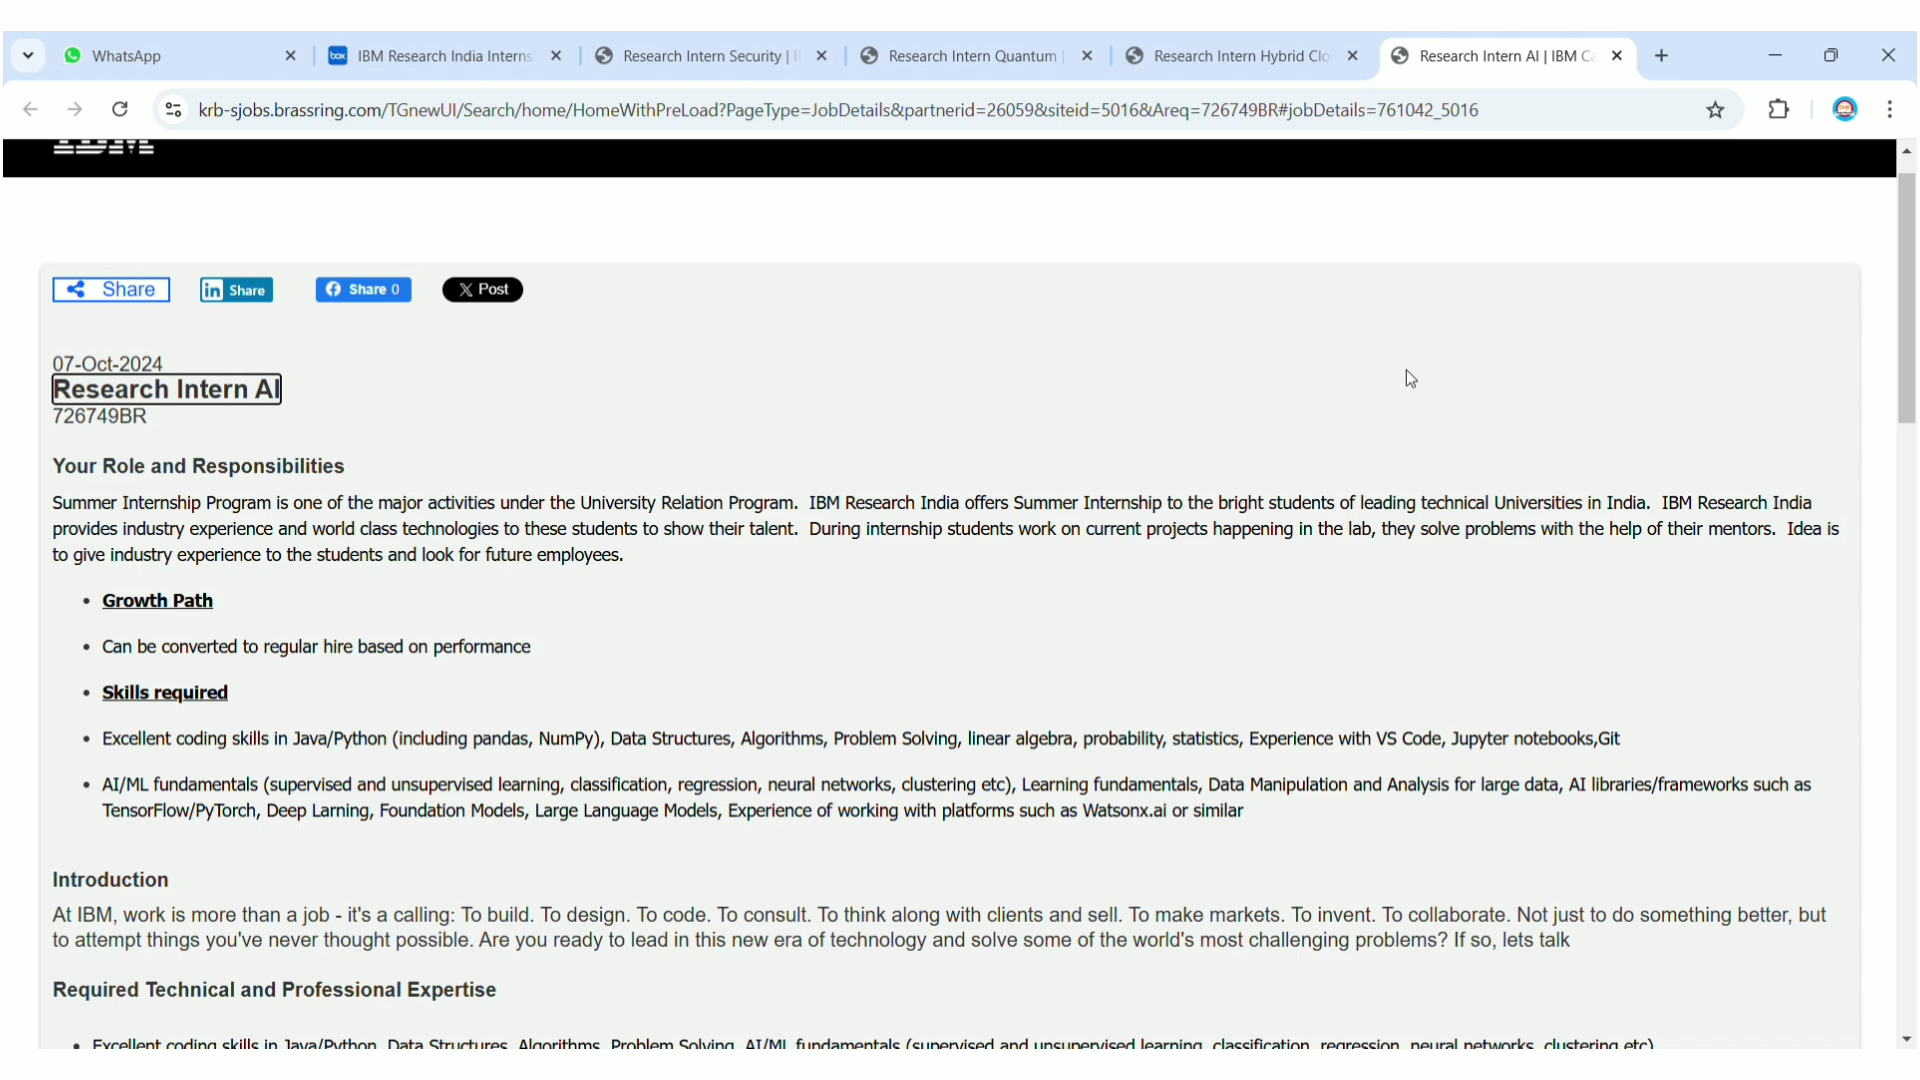 WhatsApp
IBM Research India Interns
Research Intern Security | I
Research Intern Quantum |
Research Intern Hybrid Clo
Research Intern AI | IBM Ca
krb-sjobs.brassring.com/TGnewUI/Search/home/HomeWithPreLoad?PageType=JobDetails&partnerid=26059&siteid=5016&Areq=726749BR#jobDetails=761042_5016
IBM
Share
in Share
Share 0
X Post
07-Oct-2024
Research Intern AI
726749BR
Your Role and Responsibilities
Summer Internship Program is one of the major activities under the University Relation Program. IBM Research India offers Summer Internship to the bright students of leading technical Universities in India. IBM Research India
provides industry experience and world class technologies to these students to show their talent. During internship students work on current projects happening in the lab, they solve problems with the help of their mentors. Idea is
to give industry experience to the students and look for future employees.
• Growth Path
• Can be converted to regular hire based on performance
• Skills required
• Excellent coding skills in Java/Python (including pandas, NumPy), Data Structures, Algorithms, Problem Solving, linear algebra, probability, statistics, Experience with VS Code, Jupyter notebooks,Git
• AI/ML fundamentals (supervised and unsupervised learning, classification, regression, neural networks, clustering etc), Learning fundamentals, Data Manipulation and Analysis for large data, AI libraries/frameworks such as
TensorFlow/PyTorch, Deep Larning, Foundation Models, Large Language Models, Experience of working with platforms such as Watsonx.ai or similar
Introduction
At IBM, work is more than a job - it's a calling: To build. To design. To code. To consult. To think along with clients and sell. To make markets. To invent. To collaborate. Not just to do something better, but
to attempt things you've never thought possible. Are you ready to lead in this new era of technology and solve some of the world's most challenging problems? If so, lets talk
Required Technical and Professional Expertise
• Excellent coding skills in Java/Python, Data Structures, Algorithms, Problem Solving, AI/ML fundamentals (supervised and unsupervised learning, classification, regression, neural networks, clustering etc)